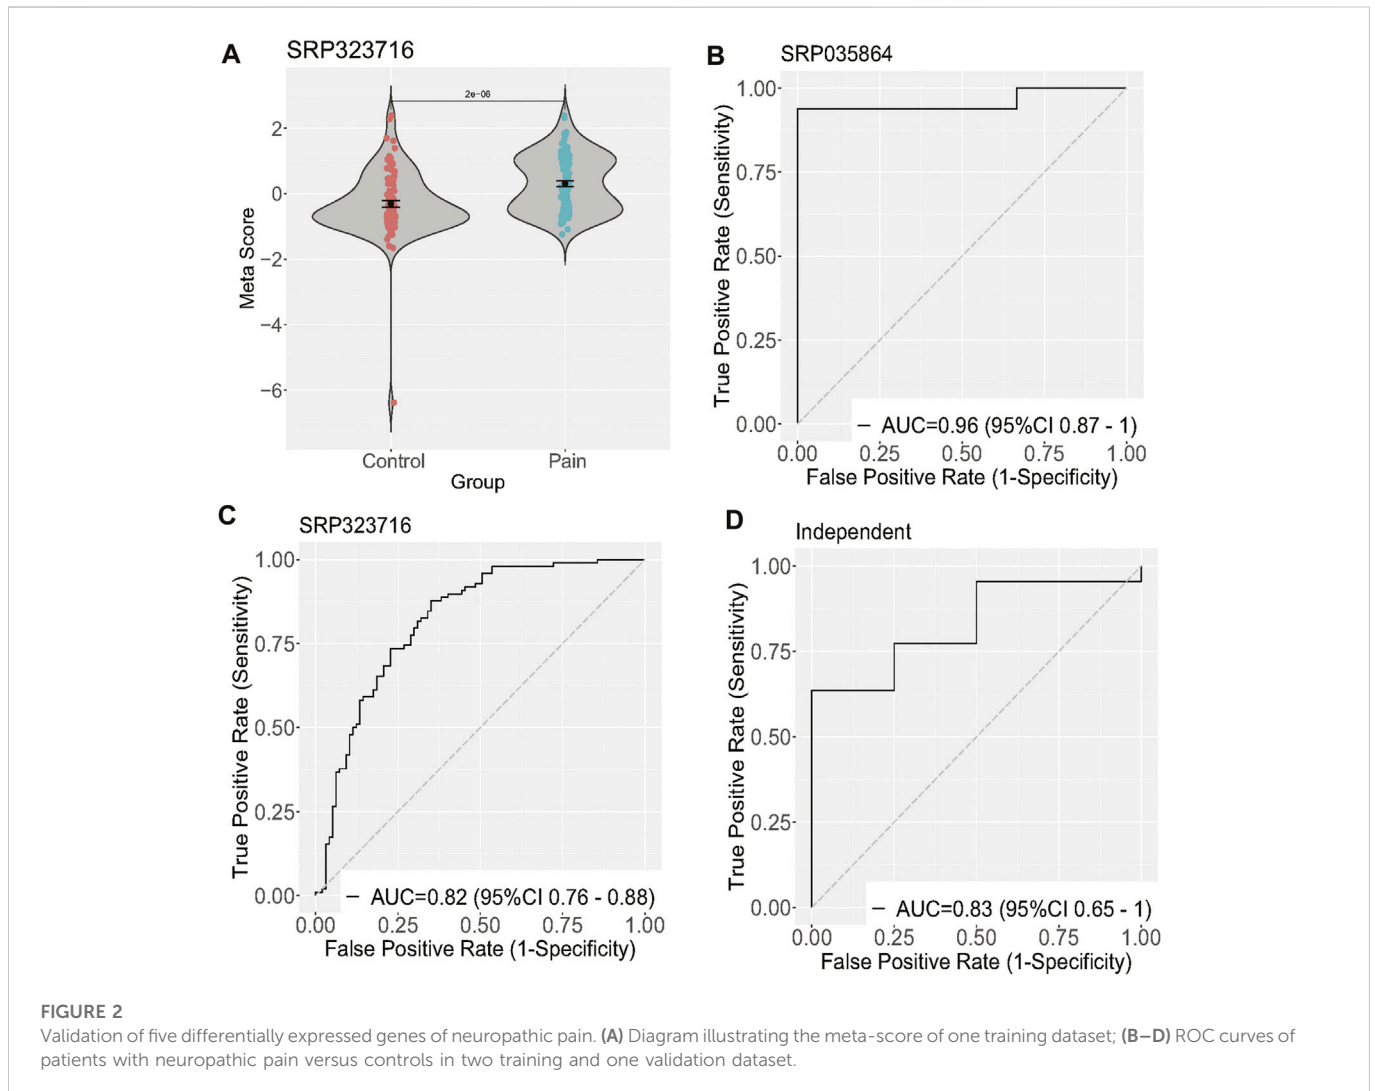 A
SRP323716
2e−06
2
0
−2
−4
−6
Meta Score
Control
Pain
Group
B
SRP035864
1.00
0.75
0.50
0.25
0.00
True Positive Rate (Sensitivity)
AUC=0.96 (95%CI 0.87 - 1)
0.00 0.25 0.50 0.75 1.00
False Positive Rate (1-Specificity)
C
SRP323716
1.00
0.75
0.50
0.25
0.00
True Positive Rate (Sensitivity)
AUC=0.82 (95%CI 0.76 - 0.88)
0.00 0.25 0.50 0.75 1.00
False Positive Rate (1-Specificity)
D
Independent
1.00
0.75
0.50
0.25
0.00
True Positive Rate (Sensitivity)
AUC=0.83 (95%CI 0.65 - 1)
0.00 0.25 0.50 0.75 1.00
False Positive Rate (1-Specificity)
FIGURE 2
Validation of five differentially expressed genes of neuropathic pain. (A) Diagram illustrating the meta-score of one training dataset; (B–D) ROC curves of
patients with neuropathic pain versus controls in two training and one validation dataset.